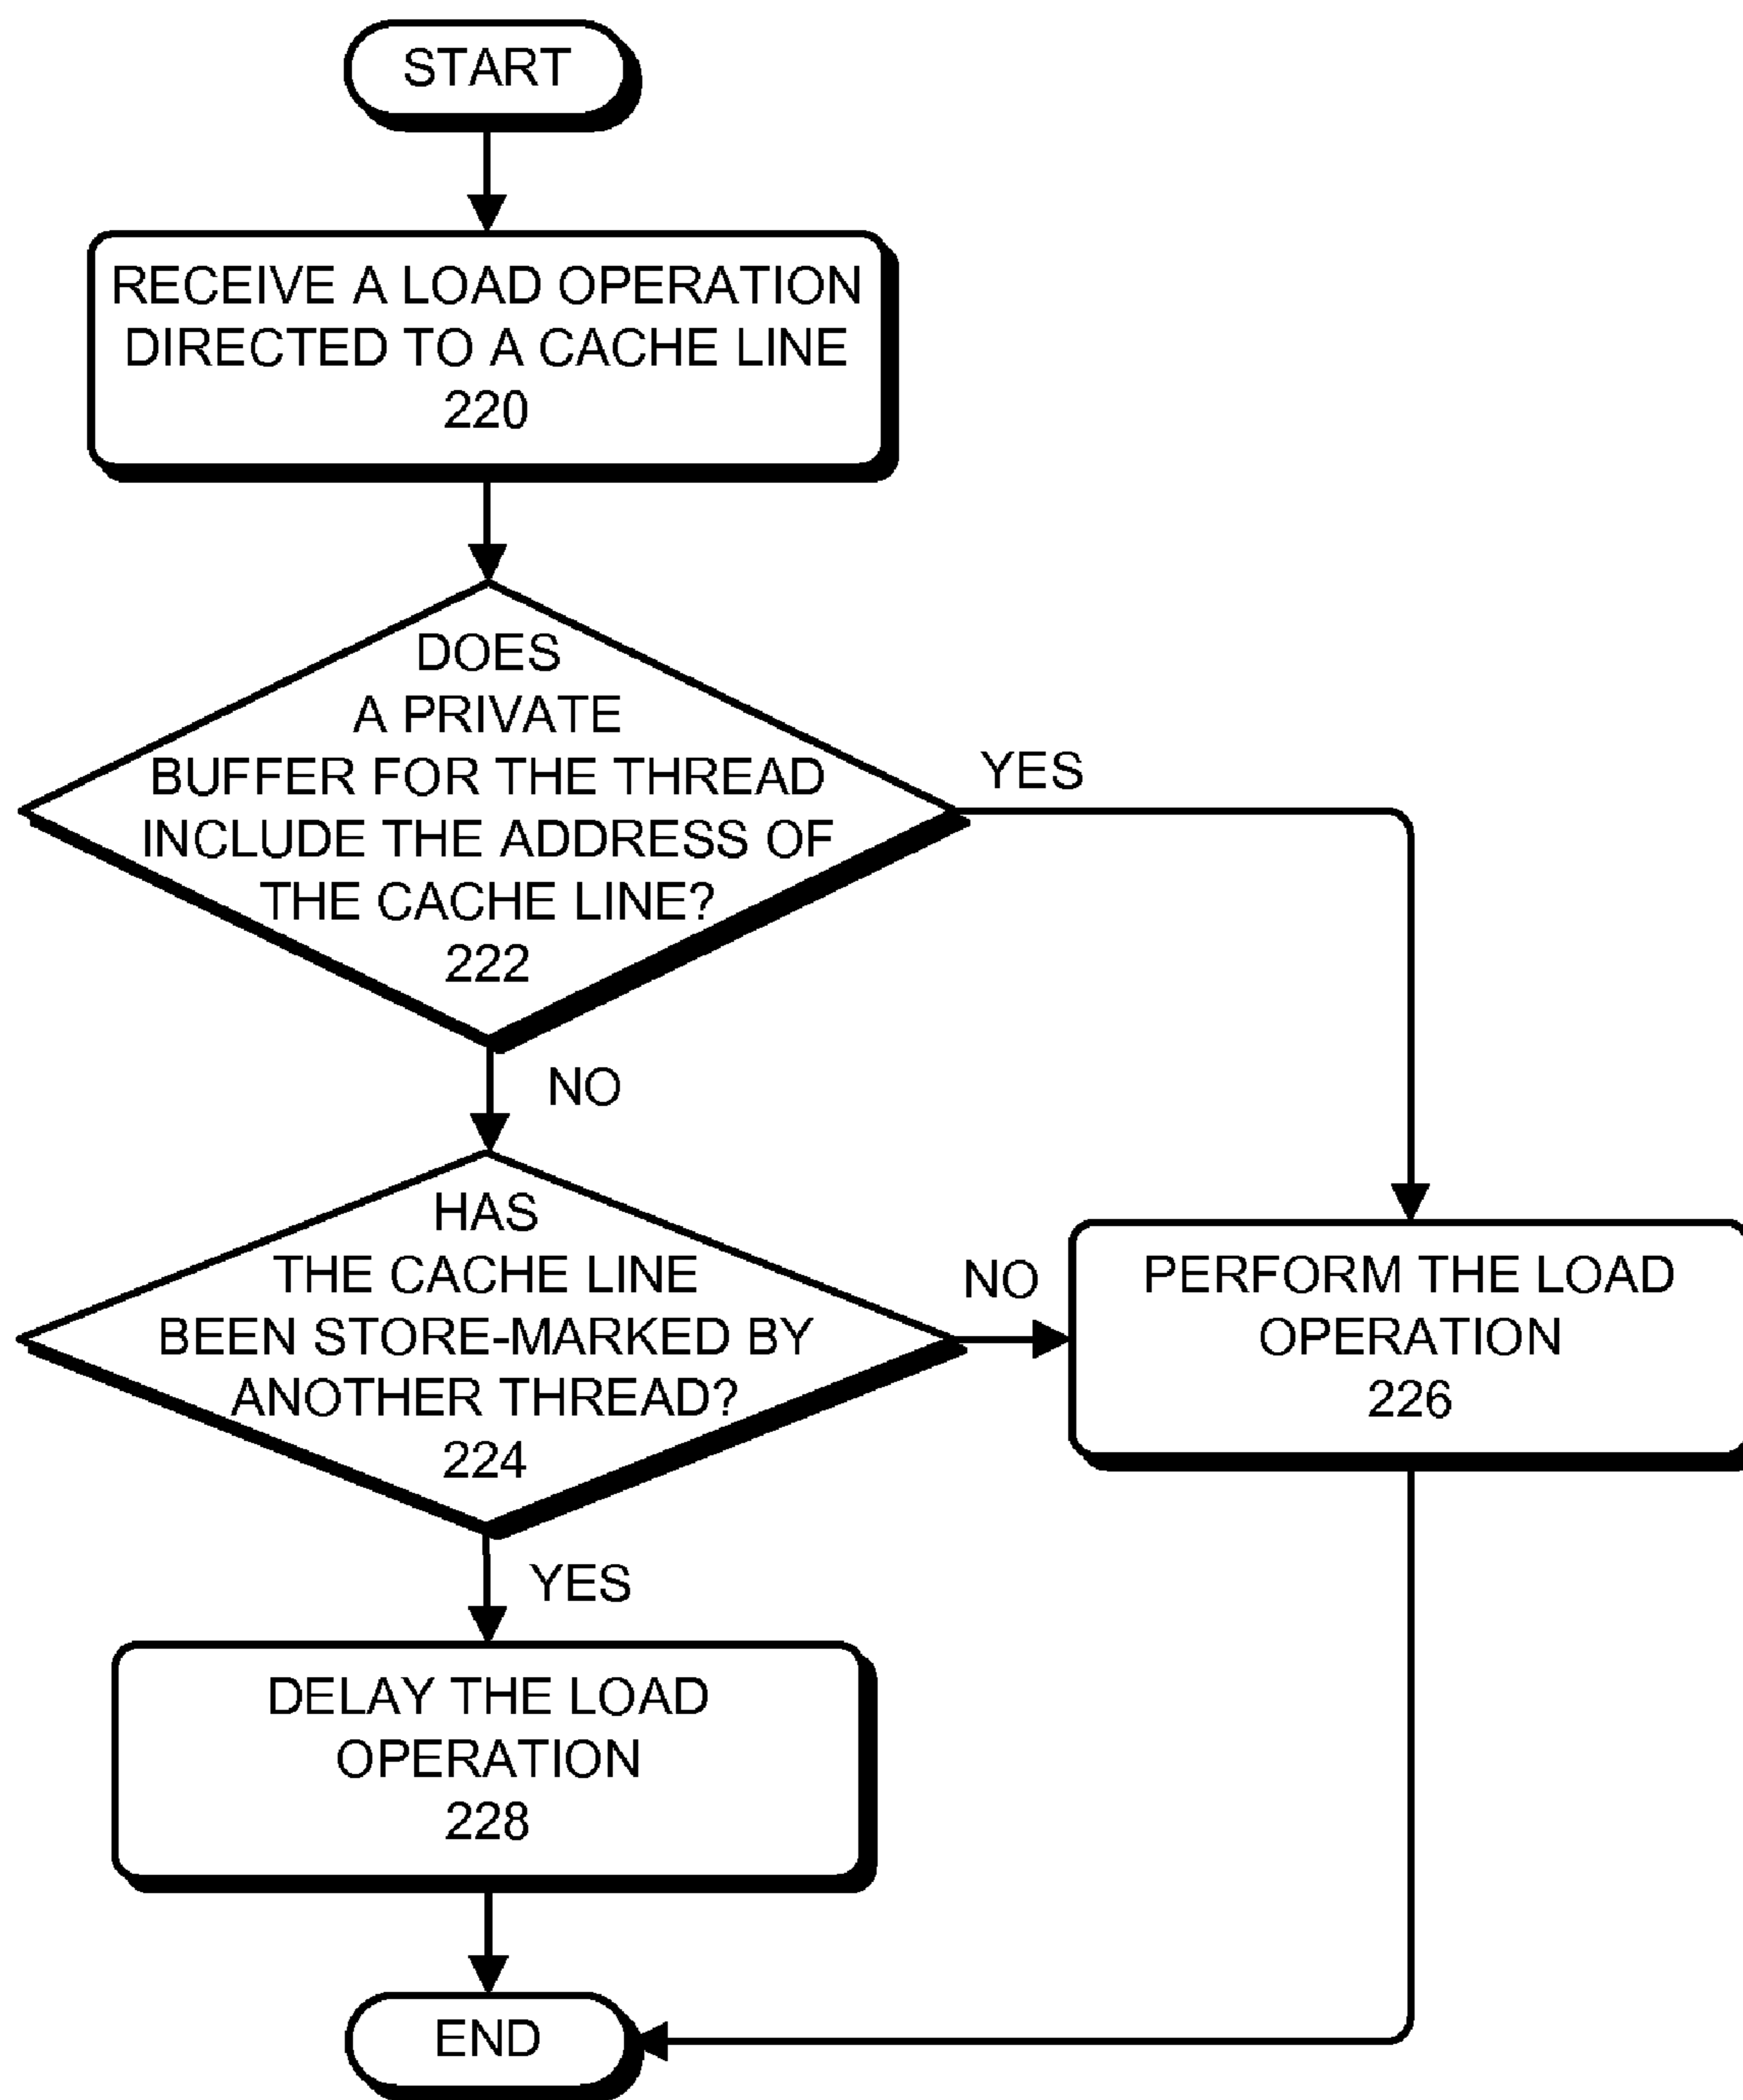 START
RECEIVE A LOAD OPERATION
DIRECTED TO A CACHE LINE
220
DOES
A PRIVATE
BUFFER FOR THE THREAD
INCLUDE THE ADDRESS OF
THE CACHE LINE?
222
YES
NO
HAS
THE CACHE LINE
BEEN STORE-MARKED BY
ANOTHER THREAD?
224
NO
PERFORM THE LOAD
OPERATION
226
YES
DELAY THE LOAD
OPERATION
228
END